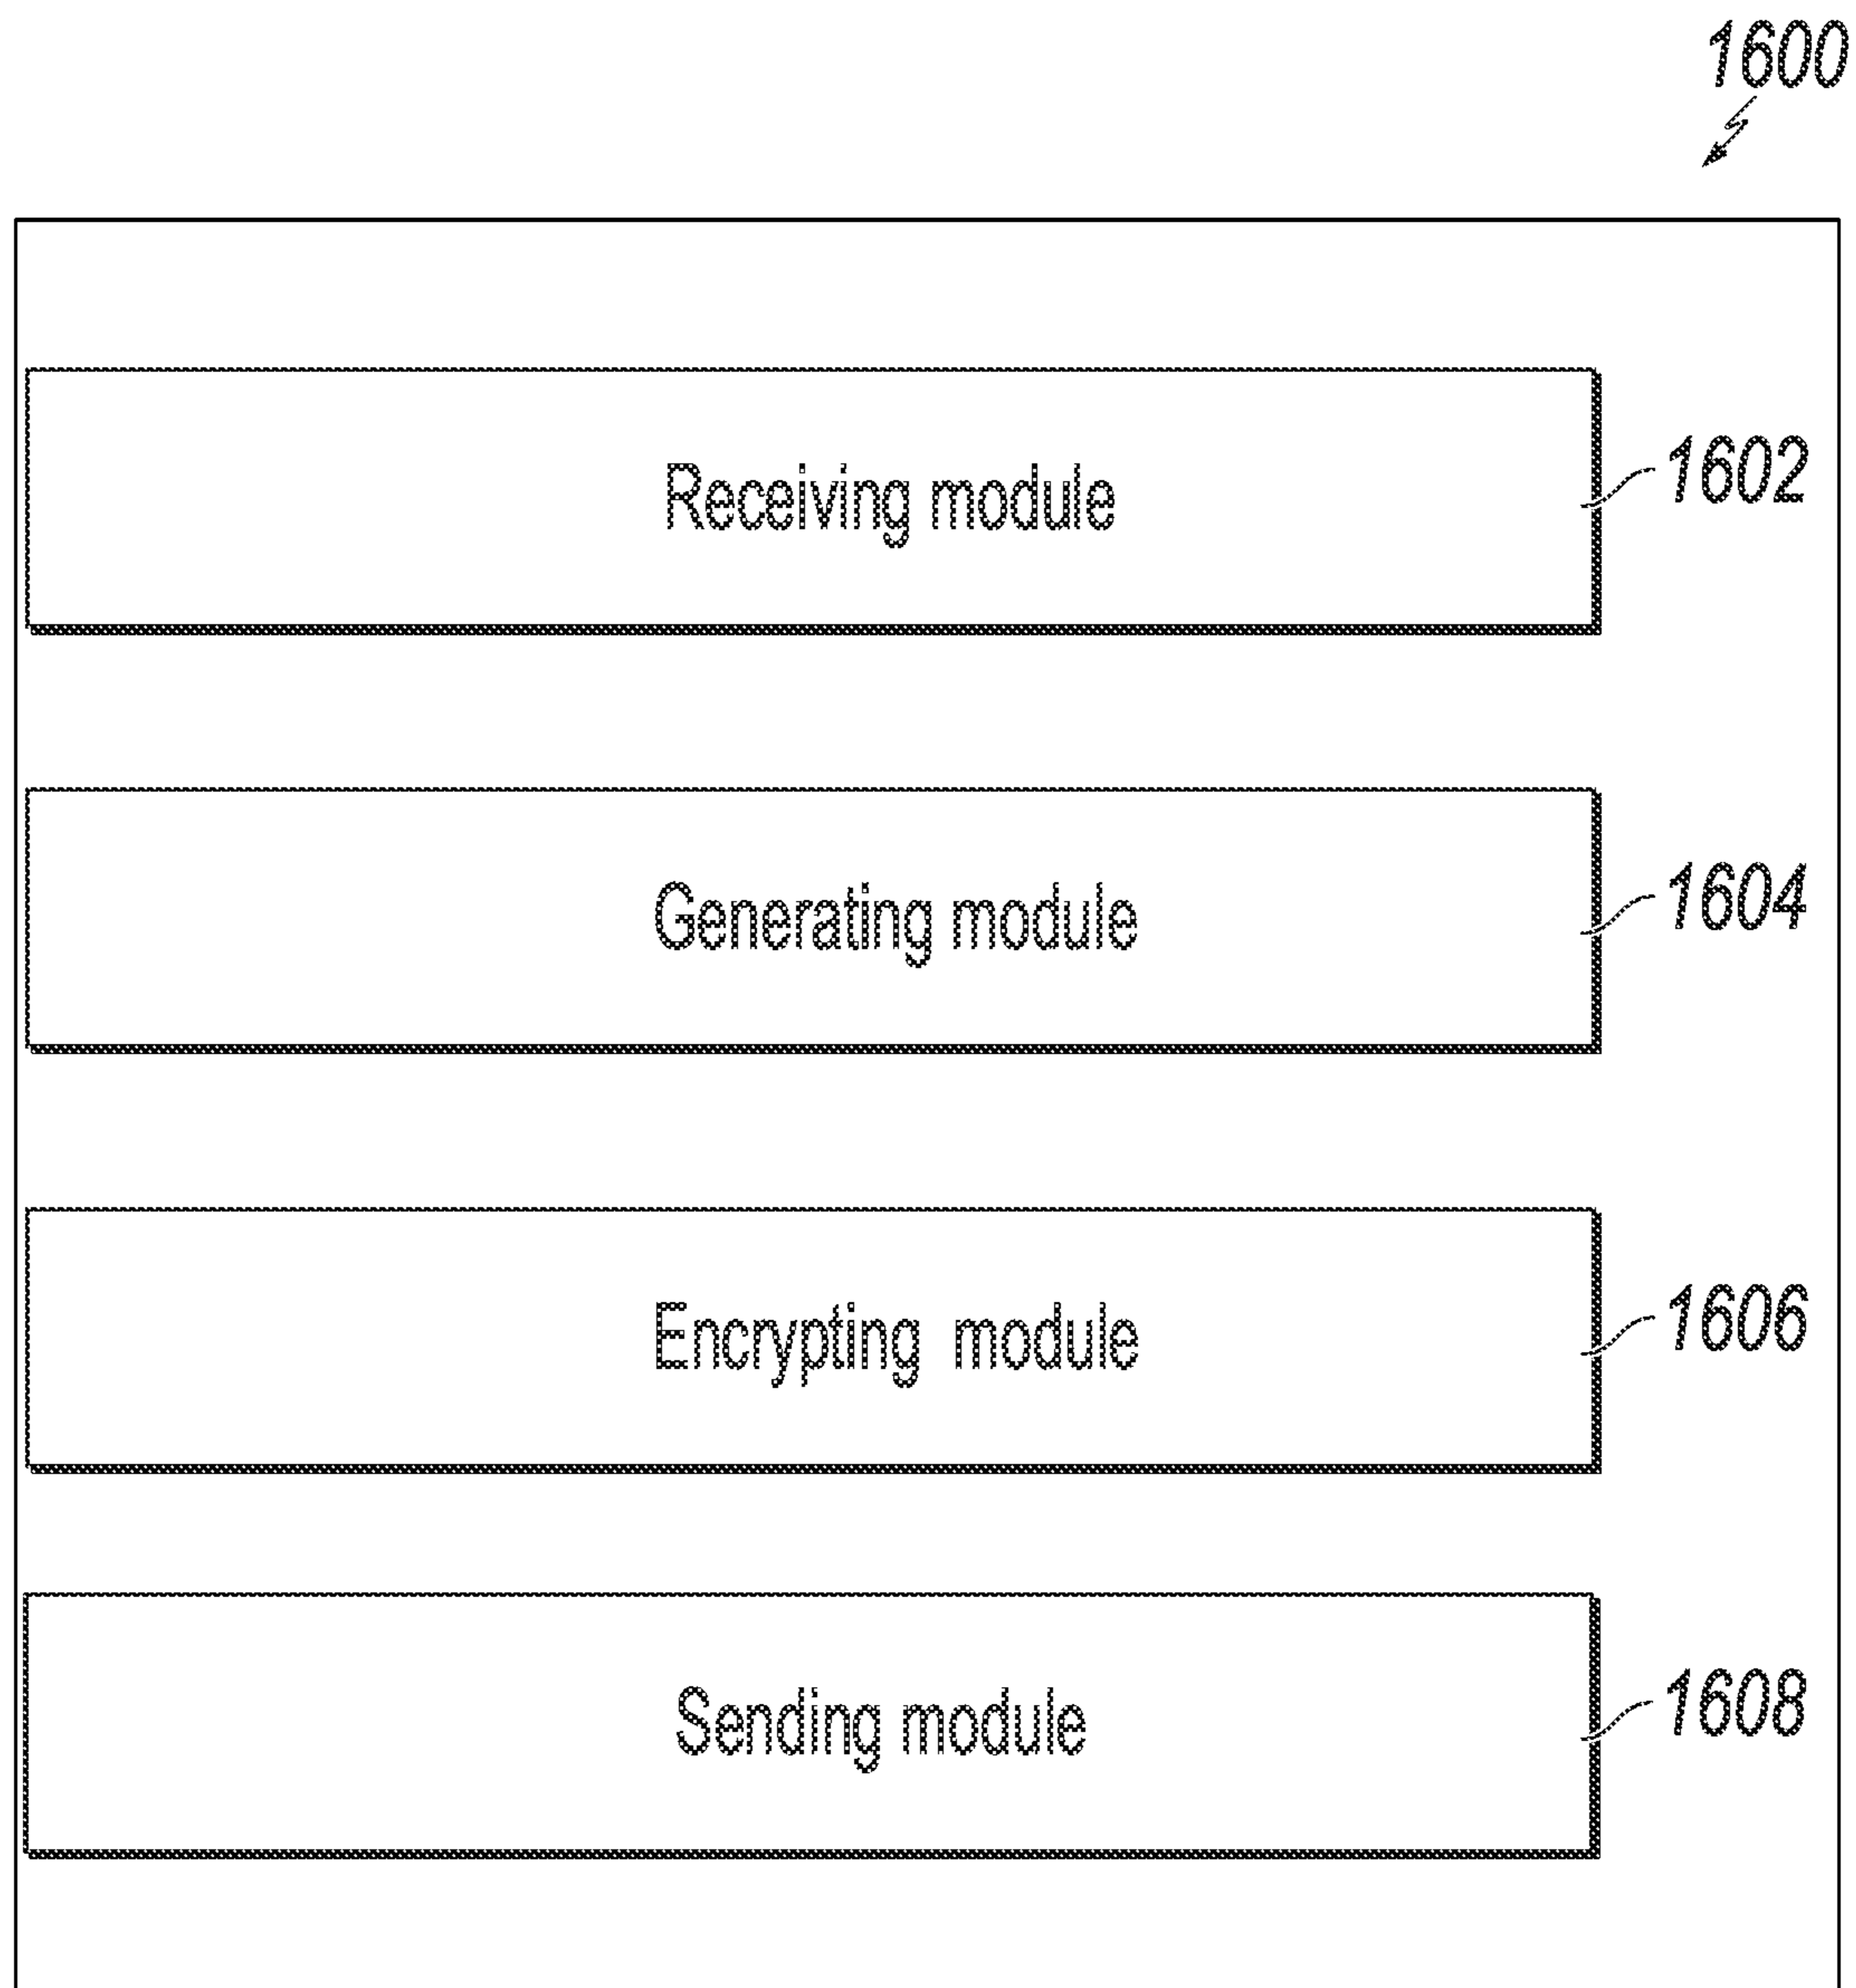 1600
Receiving module
1602
Generating module
1604
Encrypting module
1606
Sending module
1608